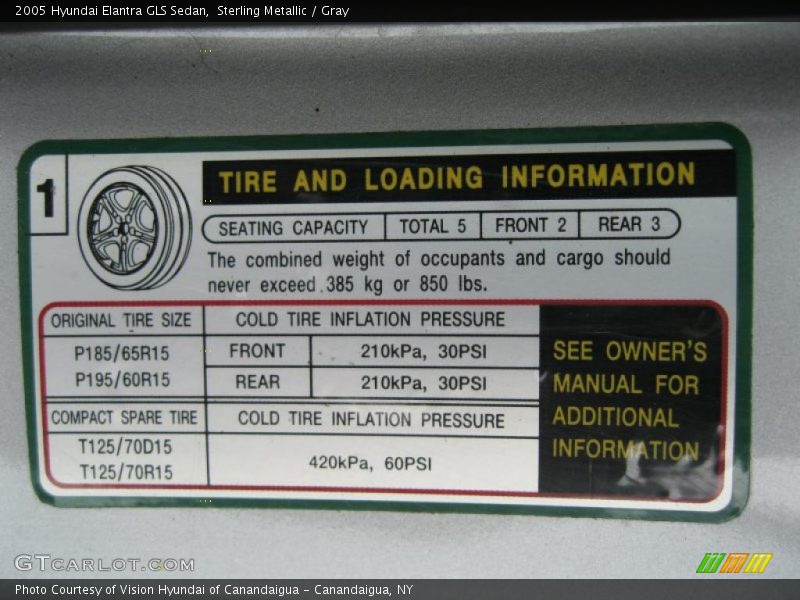 2005 Hyundai Elantra GLS Sedan, Sterling Metallic / Gray
1
TIRE AND LOADING INFORMATION
SEATING CAPACITY TOTAL 5 FRONT 2 REAR 3
The combined weight of occupants and cargo should
never exceed 385 kg or 850 lbs.
ORIGINAL TIRE SIZE COLD TIRE INFLATION PRESSURE
P185/65R15
P195/60R15
FRONT 210kPa, 30PSI
REAR 210kPa, 30PSI
COMPACT SPARE TIRE COLD TIRE INFLATION PRESSURE
T125/70D15
T125/70R15
420kPa, 60PSI
SEE OWNER'S
MANUAL FOR
ADDITIONAL
INFORMATION
GTCARLOT.COM
Photo Courtesy of Vision Hyundai of Canandaigua - Canandaigua, NY